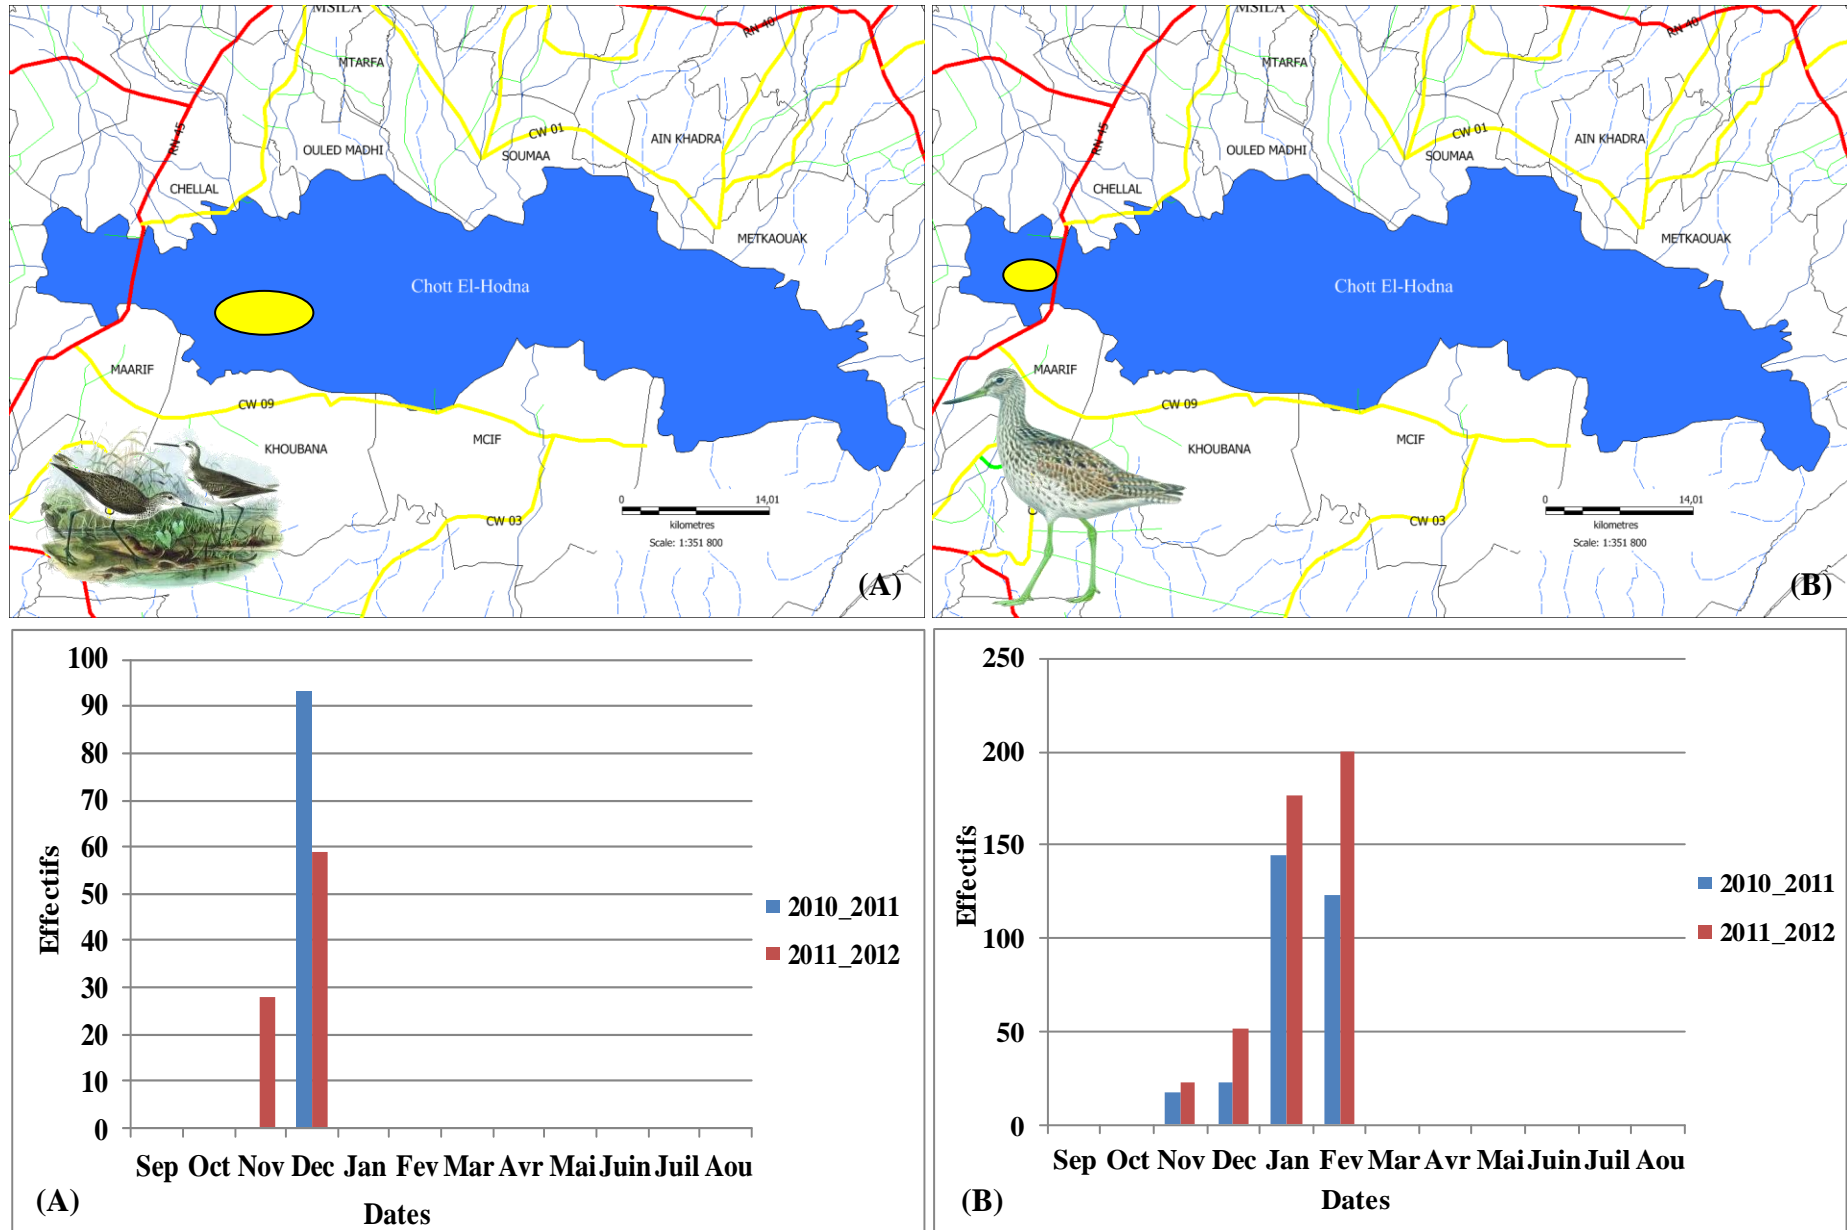 MSILA
RN 40
MTARFA
RN 45
CW 01
AIN KHADRA
OULED MADHI
SOUMAA
CHELLAL
METKAOUAK
Chott El-Hodna
MAARIF
CW 09
KHOUBANA
MCIF
0 14,01
kilometres
CW 03
Scale: 1:351 800
(A)
MSILA
RN 40
MTARFA
RN 45
CW 01
AIN KHADRA
OULED MADHI
SOUMAA
CHELLAL
METKAOUAK
Chott El-Hodna
MAARIF
CW 09
KHOUBANA
MCIF
0 14,01
kilometres
CW 03
Scale: 1:351 800
(B)
100
90
80
70
60
50
40
30
20
10
0
Effectifs
2010_2011
2011_2012
Sep Oct Nov Dec Jan Fev Mar Avr Mai Juin Juil Aou
(A)
Dates
250
200
150
100
50
0
Effectifs
2010_2011
2011_2012
Sep Oct Nov Dec Jan Fev Mar Avr Mai Juin Juil Aou
(B)
Dates